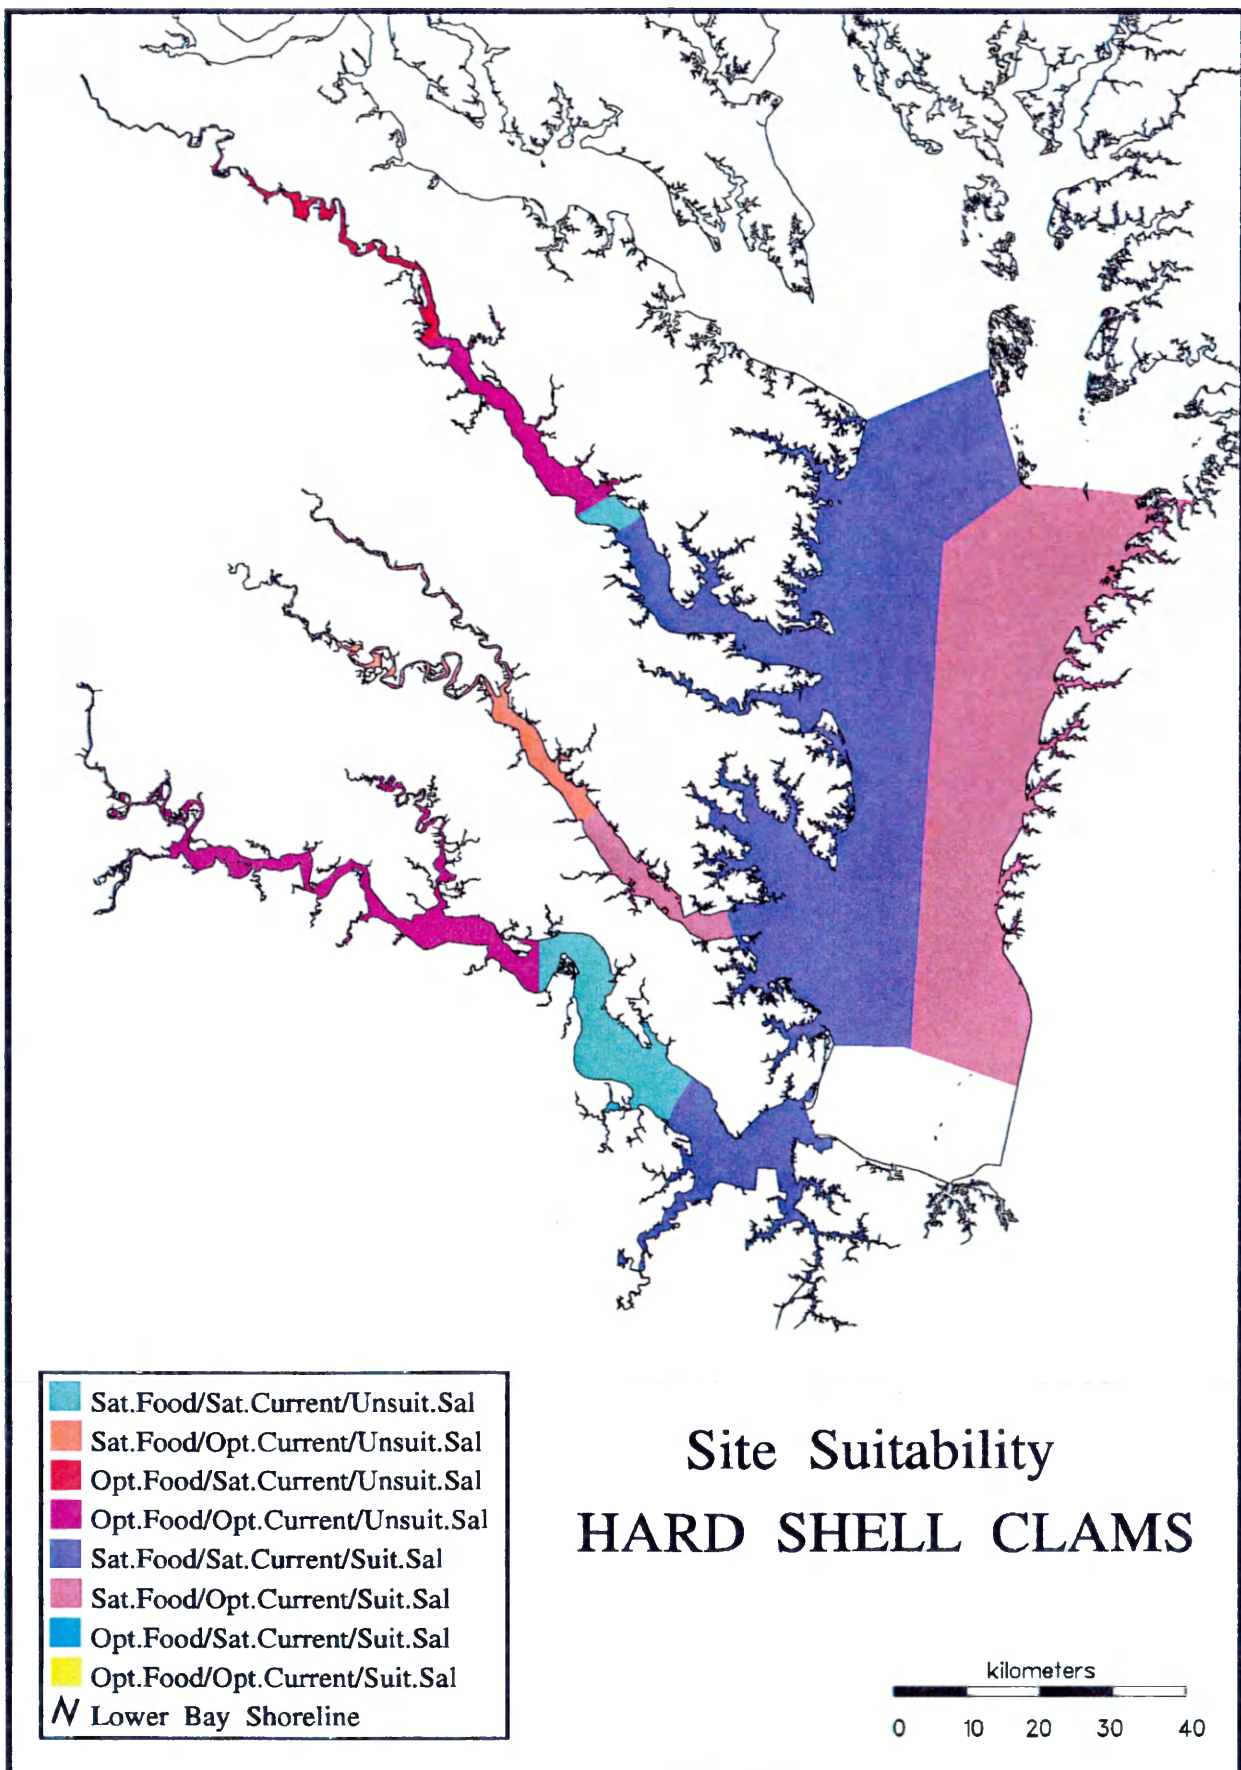 Sat.Food/Sat.Current/Unsuit.Sal
Sat.Food/Opt.Current/Unsuit.Sal
Opt.Food/Sat.Current/Unsuit.Sal
Opt.Food/Opt.Current/Unsuit.Sal
Sat.Food/Sat.Current/Suit.Sal
Sat.Food/Opt.Current/Suit.Sal
Opt.Food/Sat.Current/Suit.Sal
Opt.Food/Opt.Current/Suit.Sal
Lower Bay Shoreline
Site Suitability
HARD SHELL CLAMS
kilometers
0 10 20 30 40